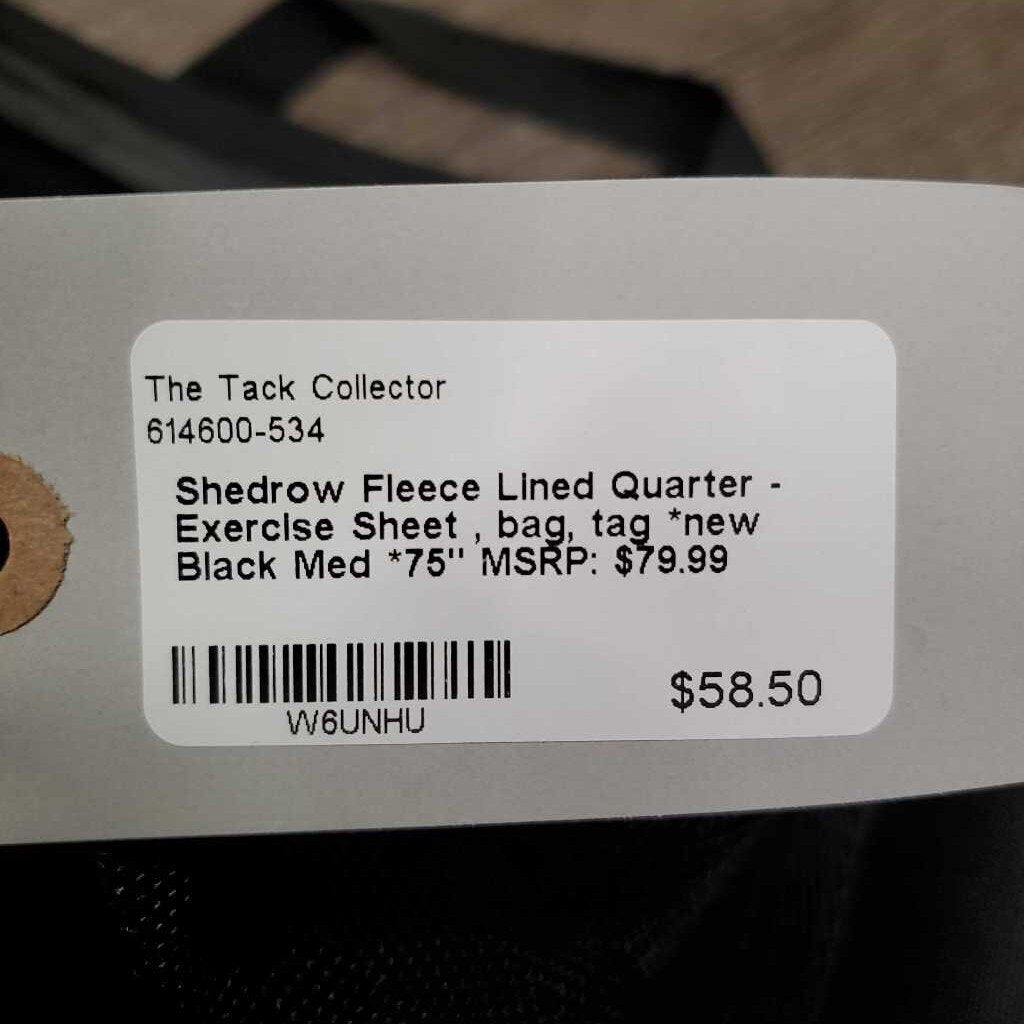 The Tack Collector
614600-534
Shedrow Fleece Lined Quarter -
Exercise Sheet , bag, tag *new
Black Med *75" MSRP: $79.99
W6UNHU
$58.50